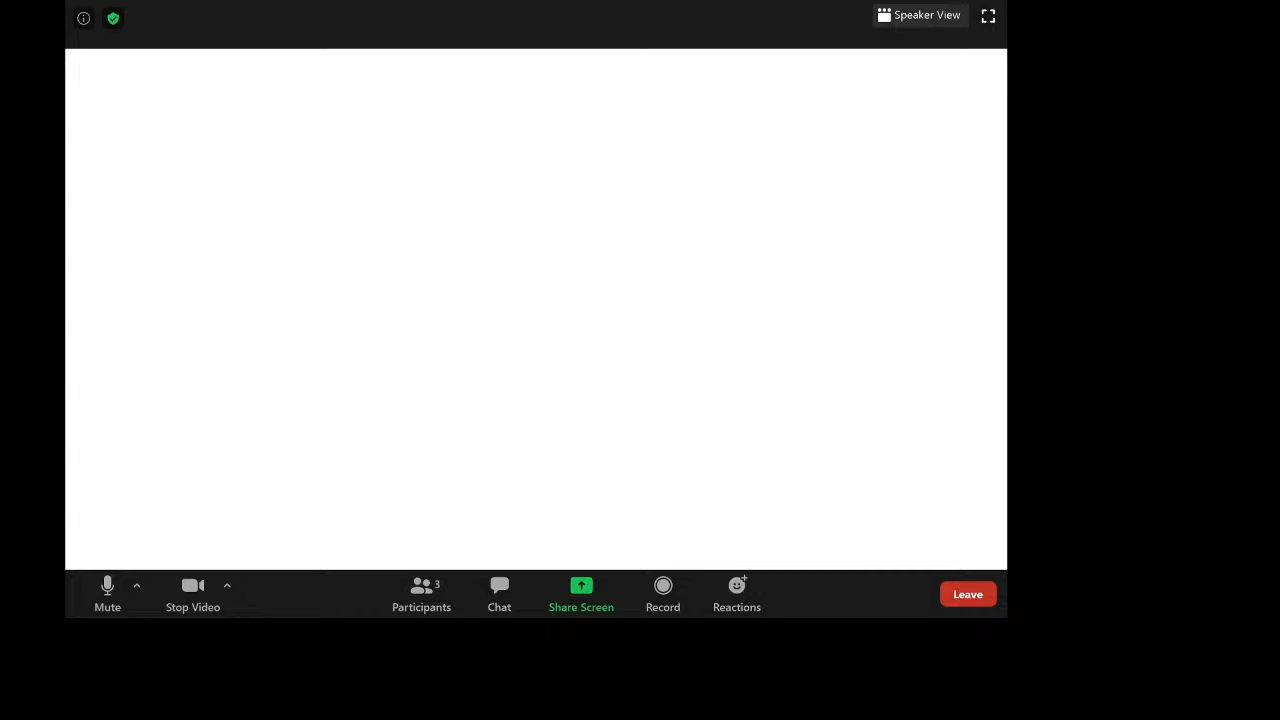 Speaker View
3
Mute
Stop Video
Participants
Chat
Share Screen
Record
Reactions
Leave